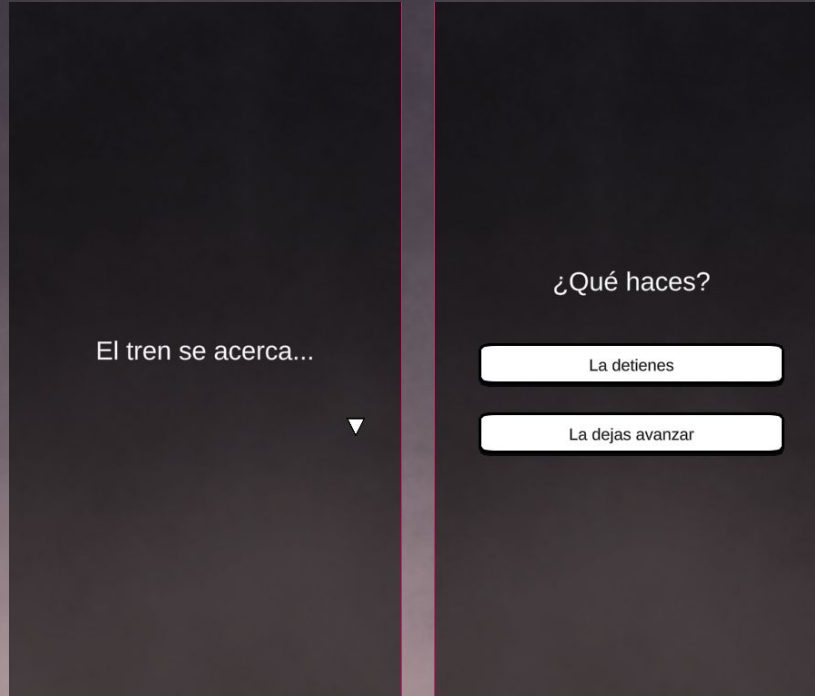 El tren se acerca...
¿Qué haces?
La detienes
La dejas avanzar